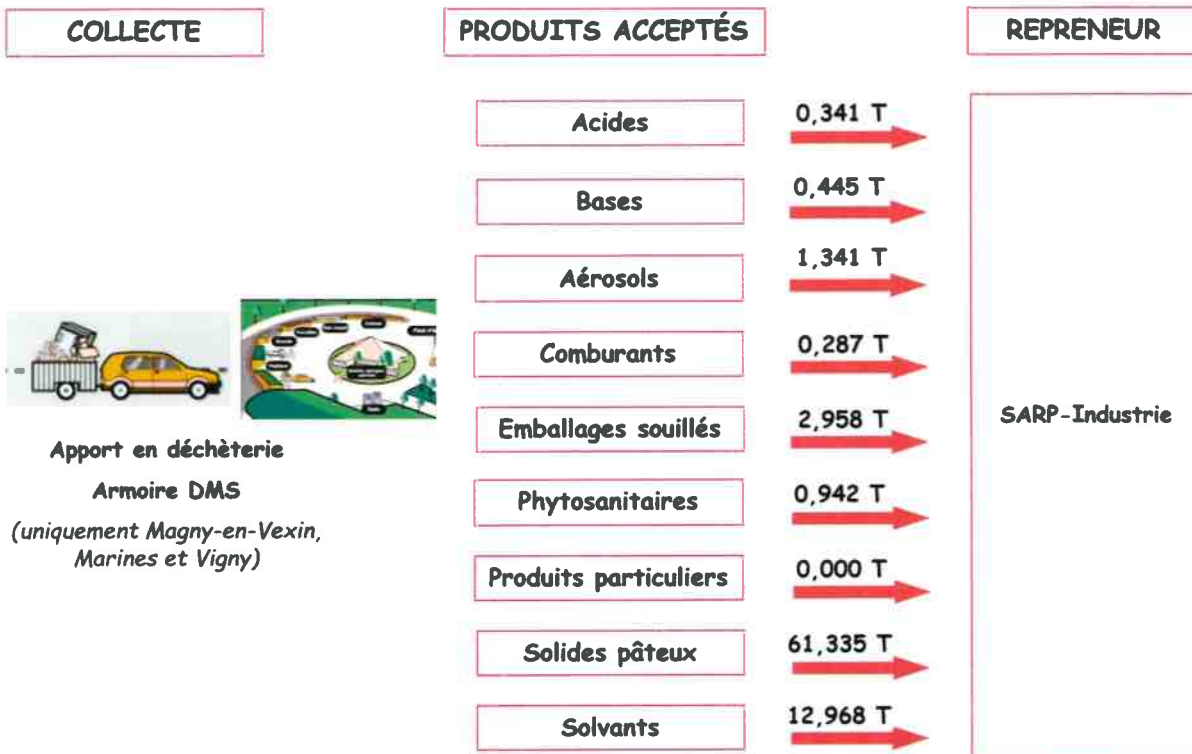 COLLECTE
PRODUITS ACCEPTÉS
REPRENEUR
Acides
0,341 T
Bases
0,445 T
Aérosols
1,341 T
Comburants
0,287 T
Emballages souillés
2,958 T
Phytosanitaires
0,942 T
Produits particuliers
0,000 T
Solides pâteux
61,335 T
Solvants
12,968 T
Apport en déchèterie
Armoire DMS
(uniquement Magny-en-Vexin,
Marines et Vigny)
SARP-Industrie